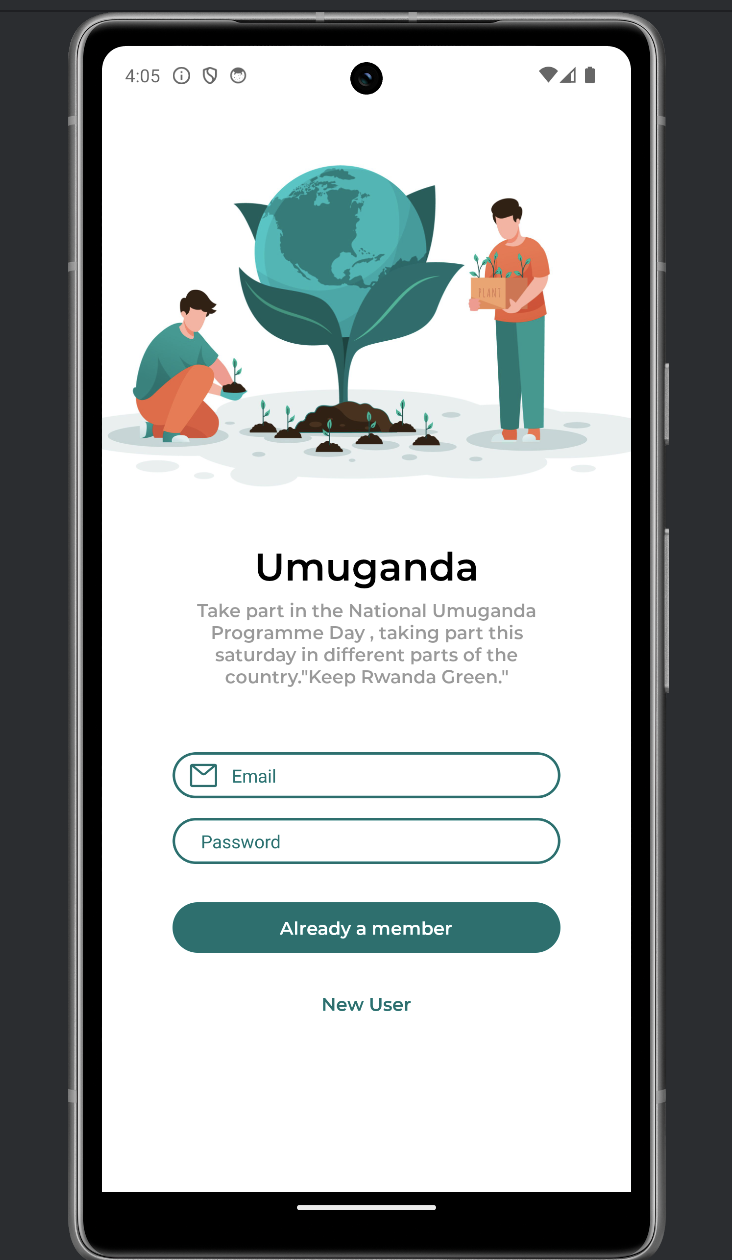 4:05
PLANT
Umuganda
Take part in the National Umuganda
Programme Day , taking part this
saturday in different parts of the
country."Keep Rwanda Green."
Email
Password
Already a member
New User